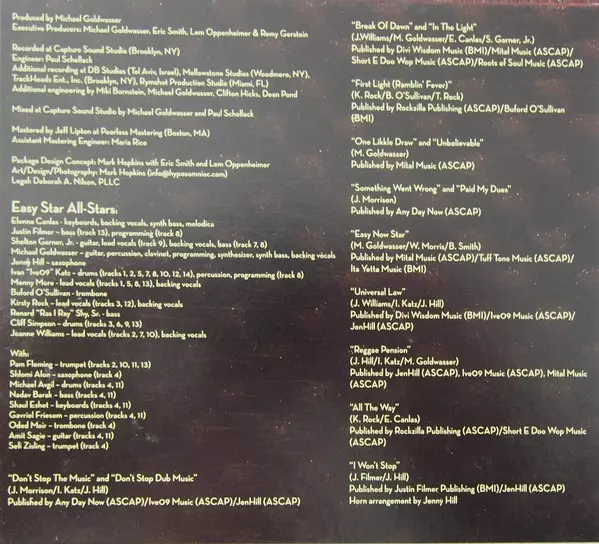 Produced by Michael Goldwasser
Executive Producers: Michael Goldwasser, Eric Smith, Lem Oppenheimer & Remy Gerstein
Recorded at Capture Sound Studio (Brooklyn, NY)
Engineer: Paul Schellack
Additional recording at DB Studios (Tel Aviv, Israel), Mellowstone Studios (Woodmere, NY),
TrackHeads Ent., Inc. (Brooklyn, NY), Rymshot Production Studio (Miami, FL)
Additional engineering by Miki Bornstein, Michael Goldwasser, Clifton Hicks, Dean Pond
Mixed at Capture Sound Studio by Michael Goldwasser and Paul Schellack
Mastered by Jeff Lipton at Peerless Mastering (Boston, MA)
Assistant Mastering Engineer: Maria Rice
Package Design Concept: Mark Hopkins with Eric Smith and Lem Oppenheimer
Art/Design/Photography: Mark Hopkins (info@hyposomniac.com)
Legal: Deborah A. Nilson, PLLC
Easy Star All-Stars:
Elenna Canlas - keyboards, backing vocals, synth bass, melodica
Justin Filmer – bass (track 13), programming (track 8)
Shelton Garner, Jr. - guitar, lead vocals (track 9), backing vocals, bass (track 7, 8)
Michael Goldwasser – guitar, percussion, clavinet, programming, synthesizer, synth bass, backing vocals
Jenny Hill – saxophone
Ivan "Ive09" Katz – drums (tracks 1, 2, 5, 7, 8, 10, 12, 14), percussion, programming (track 8)
Menny More – lead vocals (tracks 1, 5, 8, 13), backing vocals
Buford O'Sullivan - trombone
Kirsty Rock – lead vocals (tracks 3, 12), backing vocals
Renard "Ras I Ray" Shy, Sr. - bass
Cliff Simpson – drums (tracks 3, 6, 9, 13)
Joanne Williams – lead vocals (tracks 2, 7, 10), backing vocals
With:
Pam Fleming – trumpet (tracks 2, 10, 11, 13)
Shlomi Alon – saxophone (track 4)
Michael Avgil – drums (tracks 4, 11)
Nadav Barak – bass (tracks 4, 11)
Shaul Eshet – keyboards (tracks 4, 11)
Gavriel Friesem – percussion (tracks 4, 11)
Oded Meir – trombone (track 4)
Amit Sagie – guitar (tracks 4, 11)
Sefi Zisling – trumpet (track 4)
"Don't Stop The Music" and "Don't Stop Dub Music"
(J. Morrison/I. Katz/J. Hill)
Published by Any Day Now (ASCAP)/Ive09 Music (ASCAP)/JenHill (ASCAP)
"Break Of Dawn" and "In The Light"
(J.Williams/M. Goldwasser/E. Canlas/S. Garner, Jr.)
Published by Divi Wisdom Music (BMI)/Mital Music (ASCAP)/
Short E Doo Wop Music (ASCAP)/Roots of Soul Music (ASCAP)
"First Light (Ramblin' Fever)"
(K. Rock/B. O'Sullivan/T. Rock)
Published by Rockzilla Publishing (ASCAP)/Buford O'Sullivan
(BMI)
"One Likkle Draw" and "Unbelievable"
(M. Goldwasser)
Published by Mital Music (ASCAP)
"Something Went Wrong" and "Paid My Dues"
(J. Morrison)
Published by Any Day Now (ASCAP)
"Easy Now Star"
(M. Goldwasser/W. Morris/B. Smith)
Published by Mital Music (ASCAP)/Tuff Tone Music (ASCAP)/
Ita Yetta Music (BMI)
"Universal Law"
(J. Williams/I. Katz/J. Hill)
Published by Divi Wisdom Music (BMI)/Ive09 Music (ASCAP)/
JenHill (ASCAP)
"Reggae Pension"
(J. Hill/I. Katz/M. Goldwasser)
Published by JenHill (ASCAP), Ive09 Music (ASCAP), Mital Music
(ASCAP)
"All The Way"
(K. Rock/E. Canlas)
Published by Rockzilla Publishing (ASCAP)/Short E Doo Wop Music
(ASCAP)
"I Won't Stop"
(J. Filmer/J. Hill)
Published by Justin Filmer Publishing (BMI)/JenHill (ASCAP)
Horn arrangement by Jenny Hill